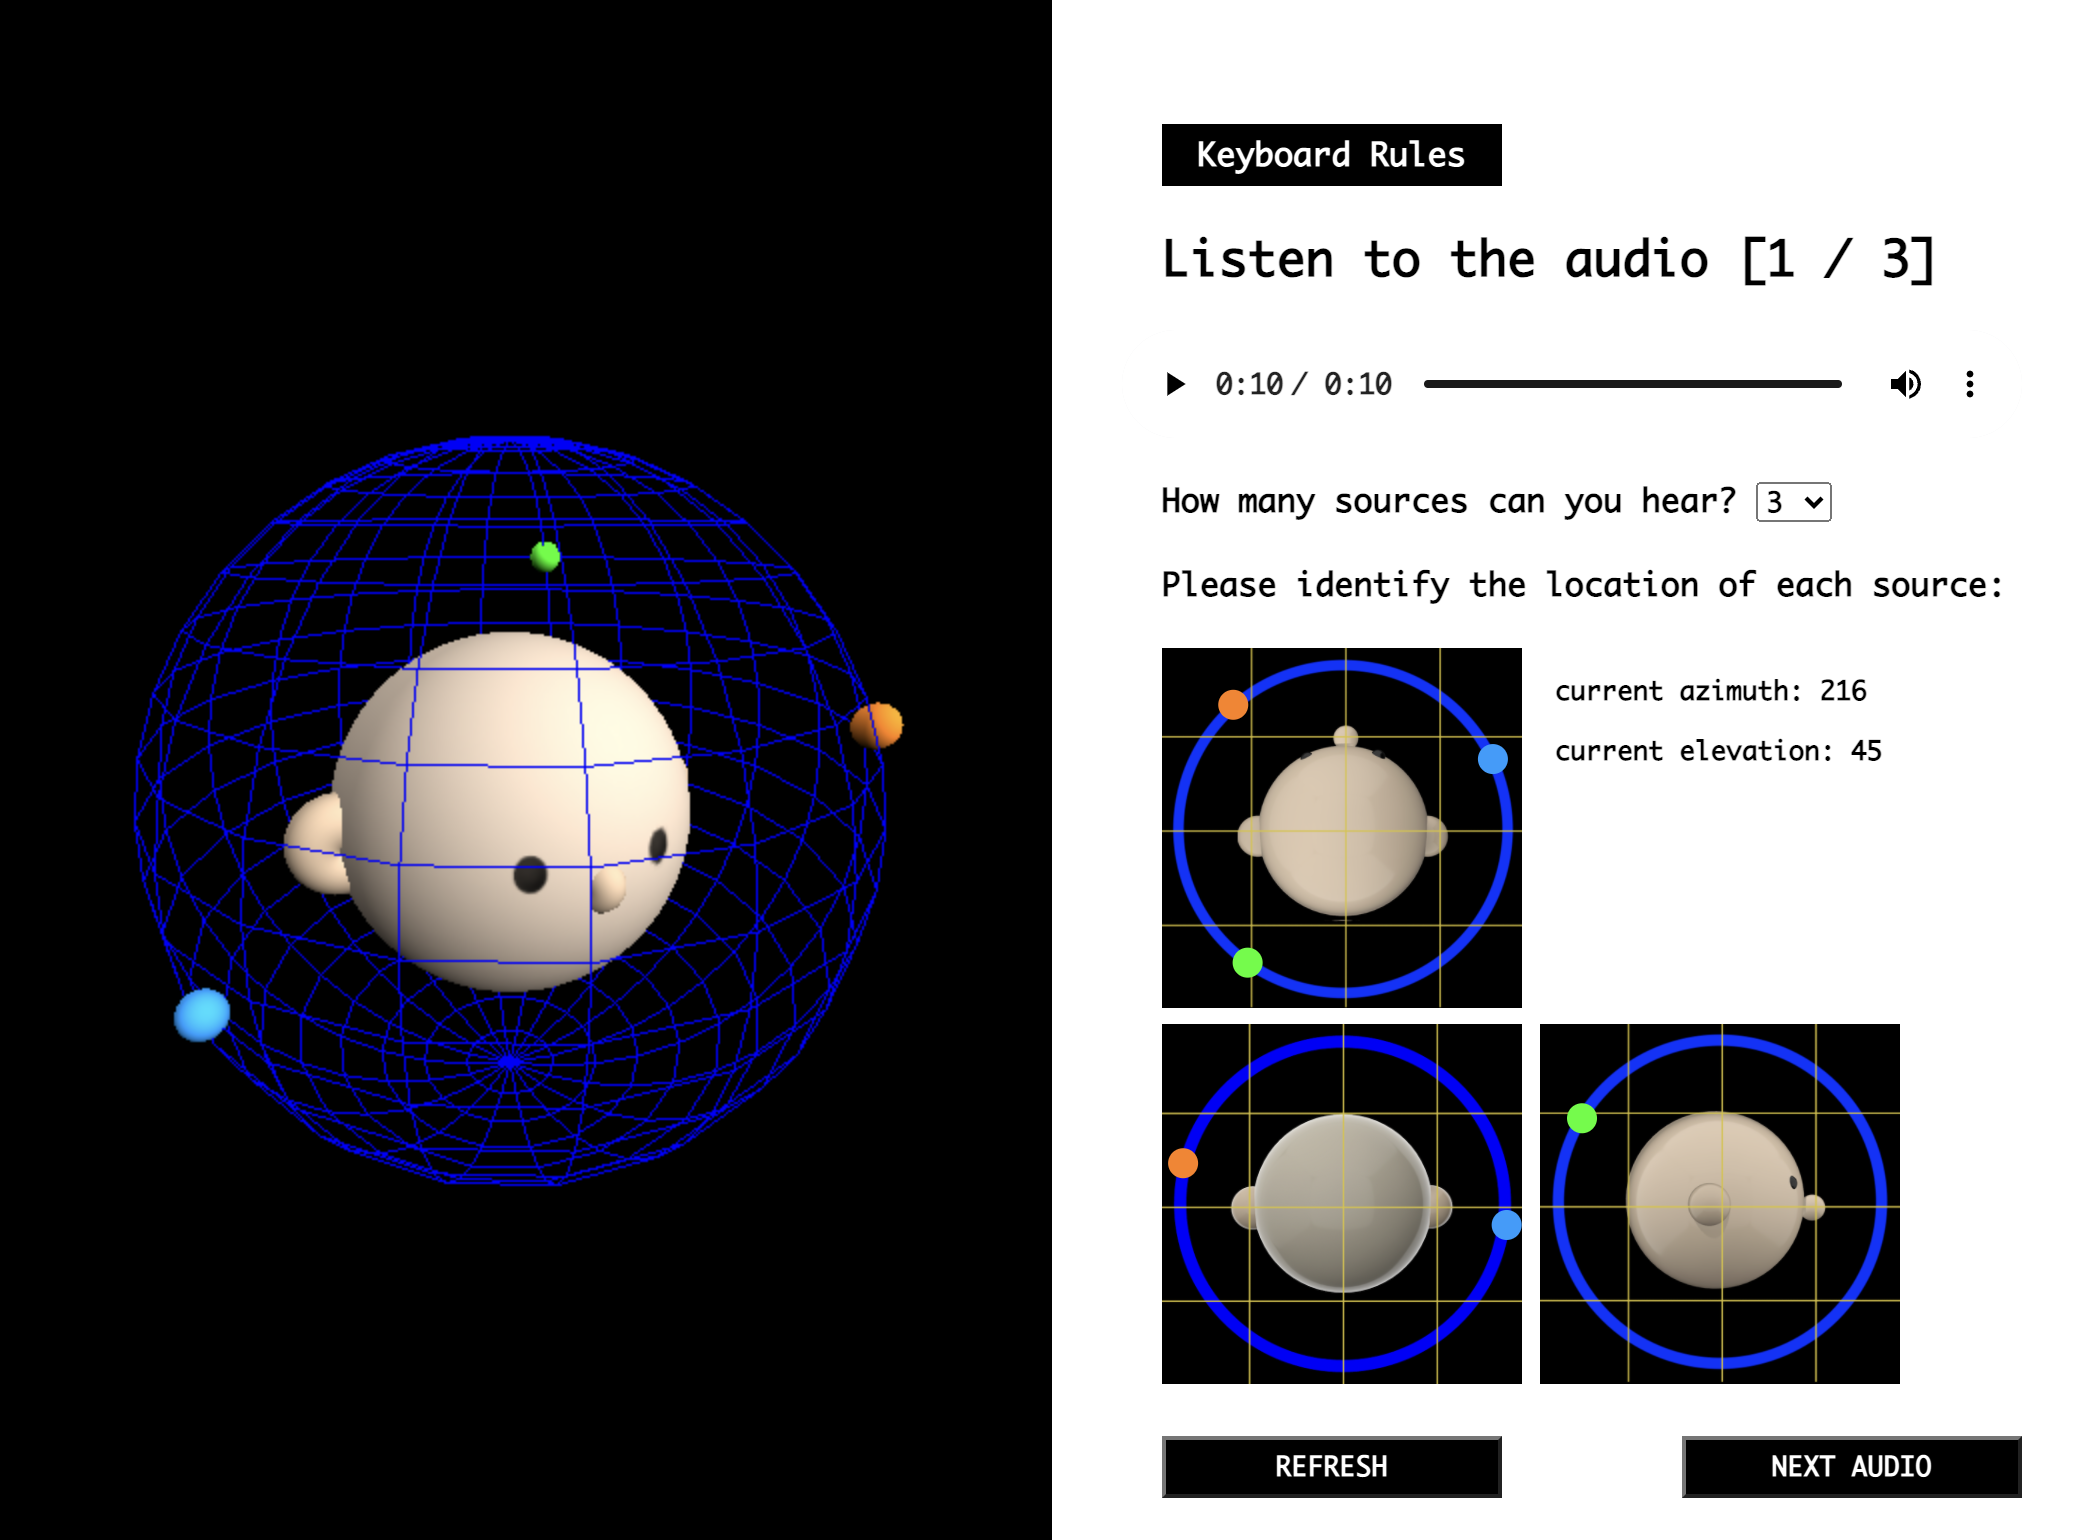 Keyboard Rules
Listen to the audio [1 / 3]
0:10 / 0:10
How many sources can you hear? 3
Please identify the location of each source:
current azimuth: 216
current elevation: 45
REFRESH
NEXT AUDIO